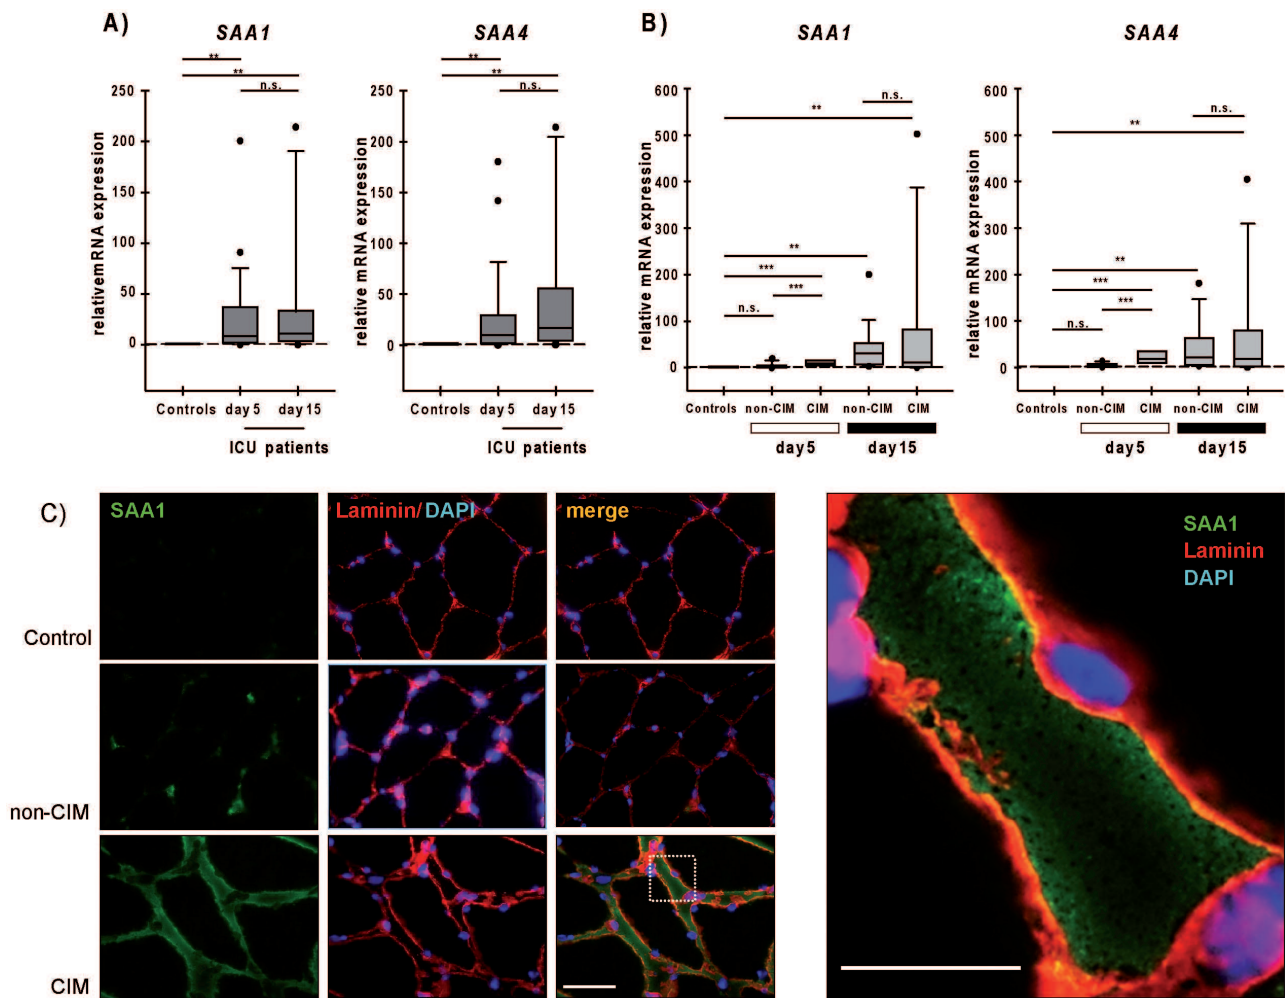 A)
SAA1
**
**
n.s.
250
200
150
100
50
0
relative mRNA expression
Controls
day 5
day 15
ICU patients
SAA4
**
**
n.s.
250
200
150
100
50
0
relative mRNA expression
Controls
day 5
day 15
ICU patients
B)
SAA1
600
500
400
300
200
100
0
relative mRNA expression
n.s.
**
**
***
***
n.s.
Controls
non-CIM
CIM
non-CIM
CIM
day5
day15
SAA4
600
500
400
300
200
100
0
relative mRNA expression
n.s.
**
**
***
***
n.s.
Controls
non-CIM
CIM
non-CIM
CIM
day5
day15
C)
SAA1
Laminin/DAPI
merge
Control
non-CIM
CIM
SAA1
Laminin
DAPI